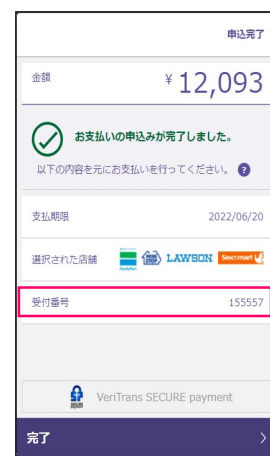 申込完了
金額 ¥ 12,093
お支払いの申込みが完了しました。
以下の内容を元にお支払いを行ってください。 ?
支払期限 2022/06/20
選択された店舗 FamilyMart LAWSON Seicomart
受付番号 155557
VeriTrans SECURE payment
完了